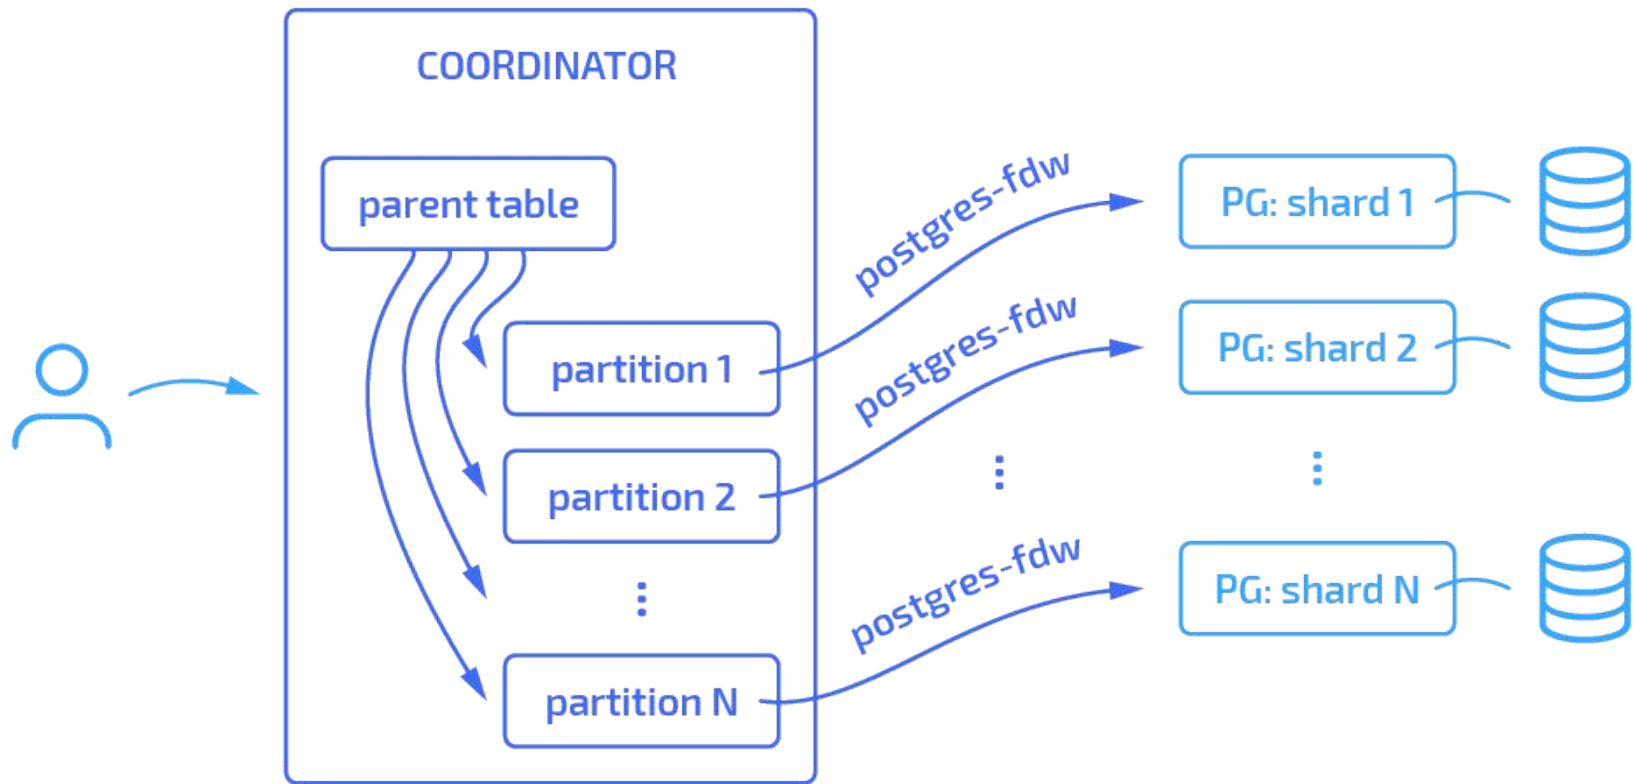 COORDINATOR
parent table
partition 1
partition 2
partition N
postgres-fdw
postgres-fdw
postgres-fdw
PG: shard 1
PG: shard 2
PG: shard N